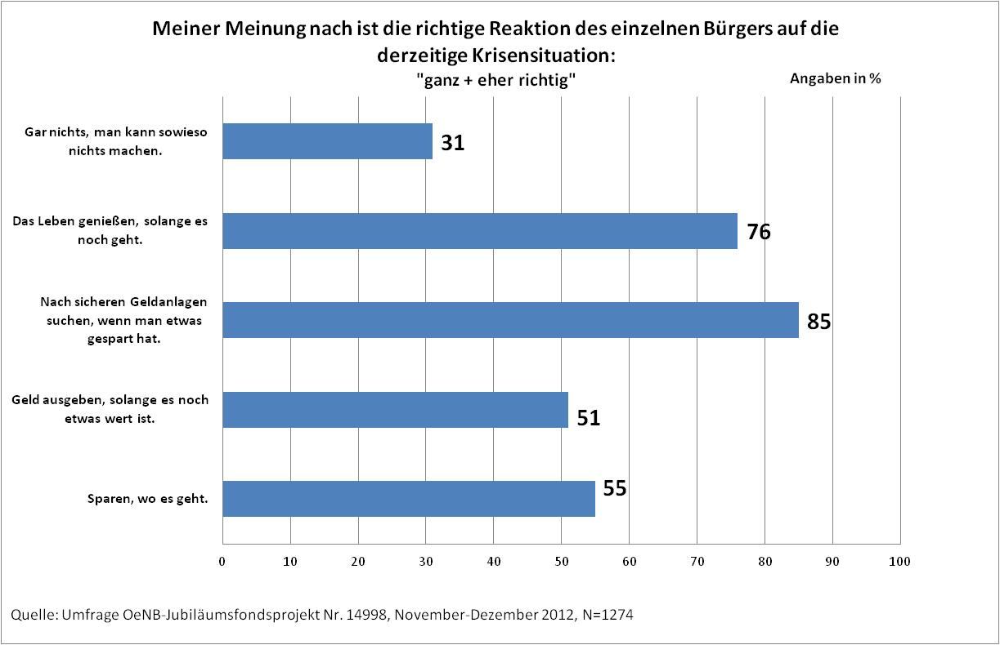 Meiner Meinung nach ist die richtige Reaktion des einzelnen Bürgers auf die
derzeitige Krisensituation:
"ganz + eher richtig"
Angaben in %
Gar nichts, man kann sowieso
nichts machen.
31
Das Leben genießen, solange es
noch geht.
76
Nach sicheren Geldanlagen
suchen, wenn man etwas
gespart hat.
85
Geld ausgeben, solange es noch
etwas wert ist.
51
Sparen, wo es geht.
55
0 10 20 30 40 50 60 70 80 90 100
Quelle: Umfrage OeNB-Jubiläumsfondsprojekt Nr. 14998, November-Dezember 2012, N=1274